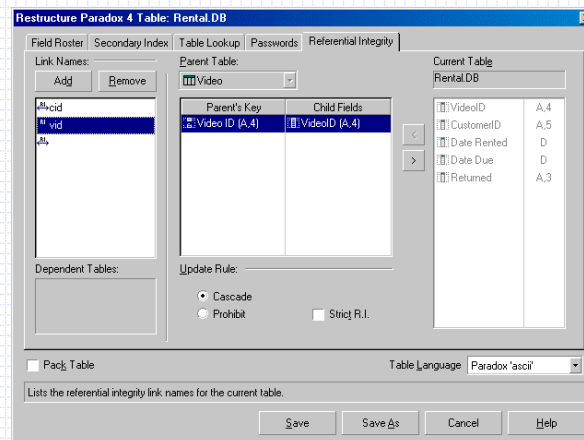 Restructure Paradox 4 Table: Rental.DB
Field Roster Secondary Index Table Lookup Passwords Referential Integrity
Link Names: Parent Table: Current Table
Add Remove Video Rental.DB
cid Parent's Key Child Fields VideoID A,4
vid Video ID (A,4) VideoID (A,4) CustomerID A,5
< Date Rented D
> Date Due D
Returned A,3
Dependent Tables: Update Rule:
Cascade
Prohibit Strict R.I.
Pack Table Table Language Paradox 'ascii'
Lists the referential integrity link names for the current table.
Save Save As Cancel Help